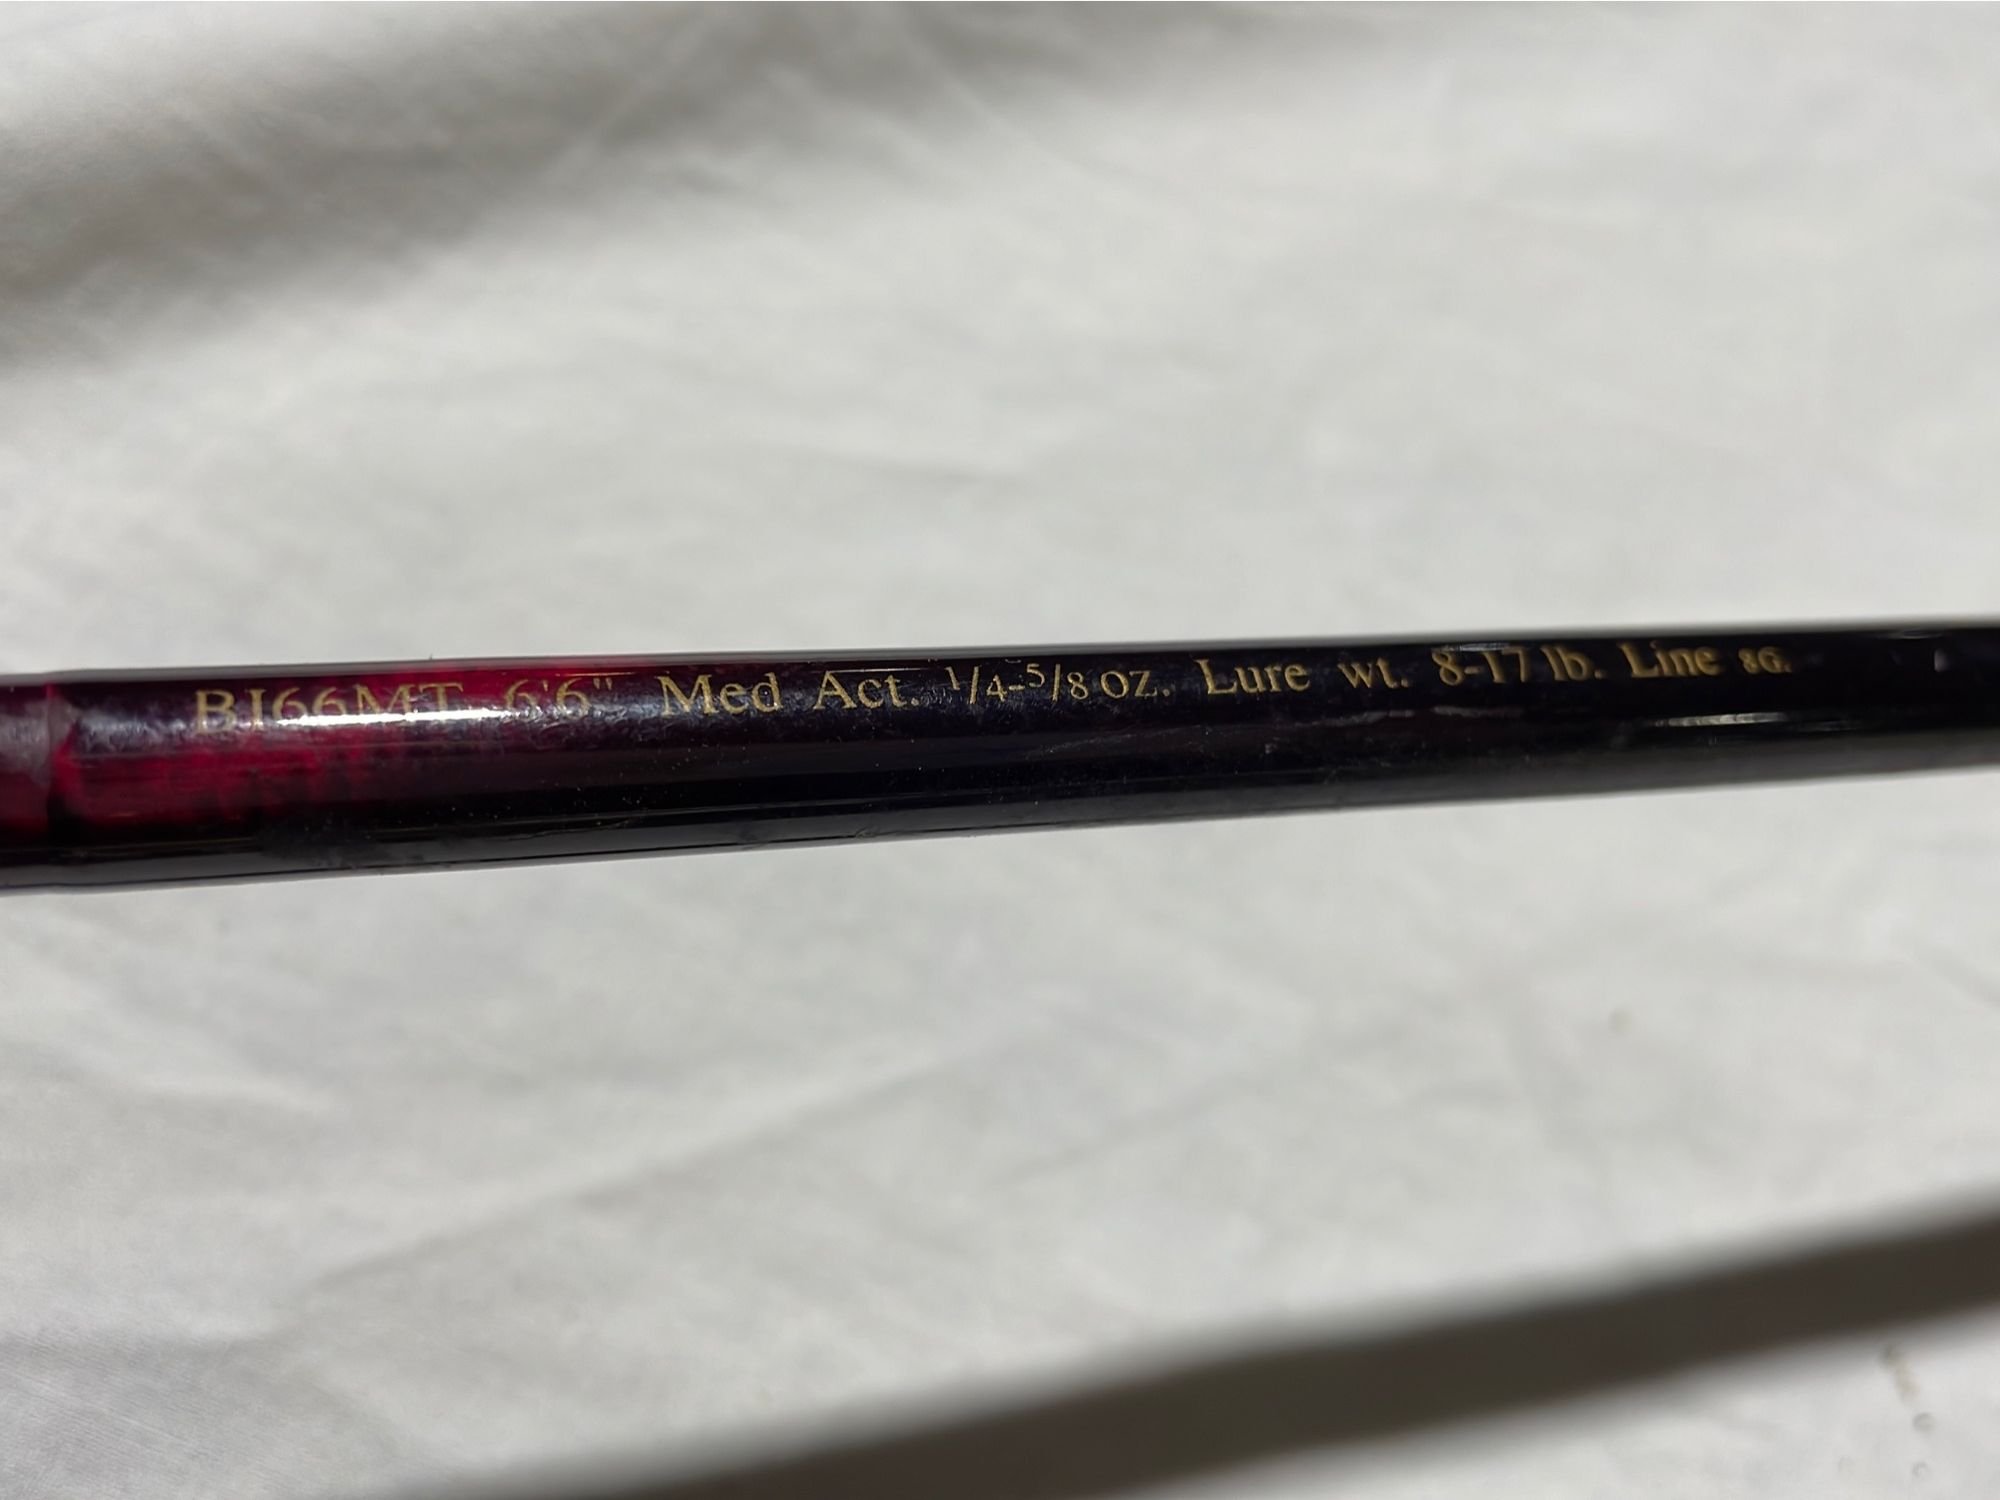 BI66MT 6'6" Med Act. 1/4-5/8 oz. Lure wt. 8-17 lb. Line 8G.